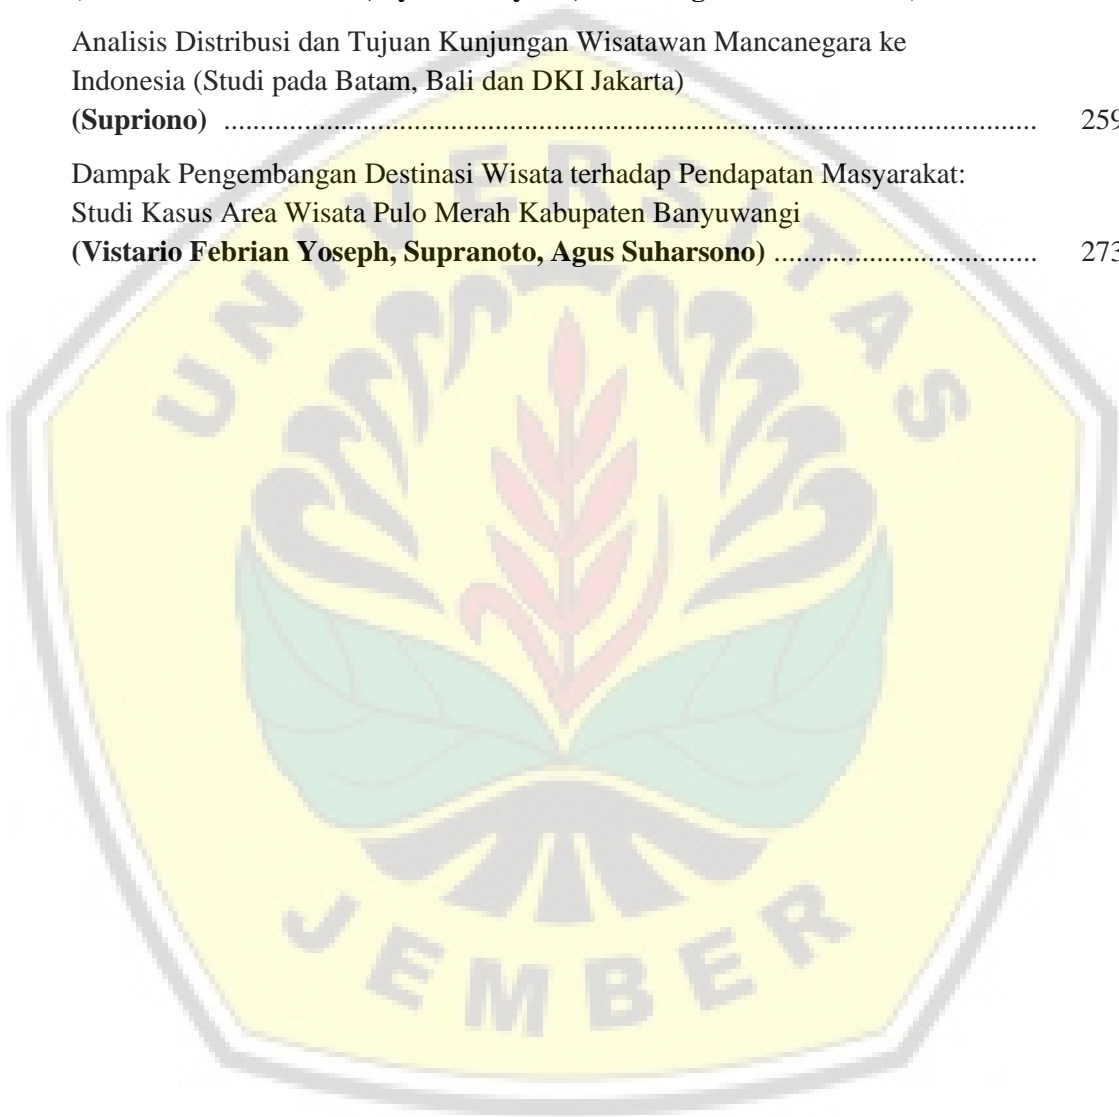 Analisis Distribusi dan Tujuan Kunjungan Wisatawan Mancanegara ke
Indonesia (Studi pada Batam, Bali dan DKI Jakarta)
(Supriono) ................................................................................................................ 259
Dampak Pengembangan Destinasi Wisata terhadap Pendapatan Masyarakat:
Studi Kasus Area Wisata Pulo Merah Kabupaten Banyuwangi
(Vistario Febrian Yoseph, Supranoto, Agus Suharsono) .................................... 273
UNIVERSITAS
JEMBER